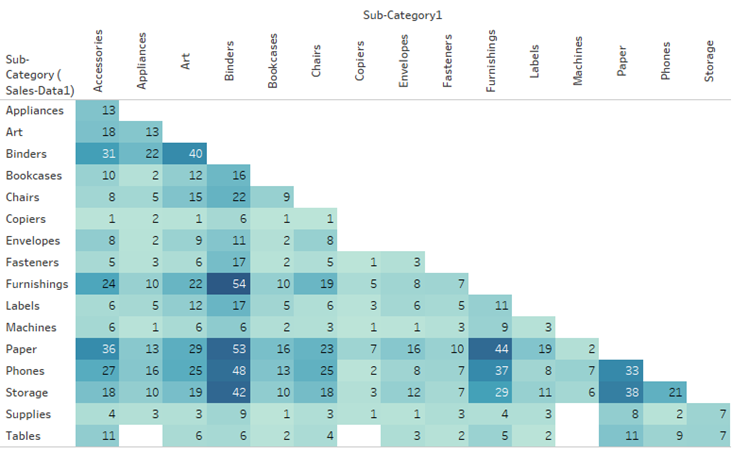 Sub-Category1
Sub-
Category (
Sales-Data1)
Accessories
Appliances
Art
Binders
Bookcases
Chairs
Copiers
Envelopes
Fasteners
Furnishings
Labels
Machines
Paper
Phones
Storage
Appliances 13
Art 18 13
Binders 31 22 40
Bookcases 10 2 12 16
Chairs 8 5 15 22 9
Copiers 1 2 1 6 1 1
Envelopes 8 2 9 11 2 8
Fasteners 5 3 6 17 2 5 1 3
Furnishings 24 10 22 54 10 19 5 8 7
Labels 6 5 12 17 5 6 3 6 5 11
Machines 6 1 6 6 2 3 1 1 3 9 3
Paper 36 13 29 53 16 23 7 16 10 44 19 2
Phones 27 16 25 48 13 25 2 8 7 37 8 7 33
Storage 18 10 19 42 10 18 3 12 7 29 11 6 38 21
Supplies 4 3 3 9 1 3 1 1 3 4 3 8 2 7
Tables 11 6 6 2 4 3 2 5 2 11 9 7